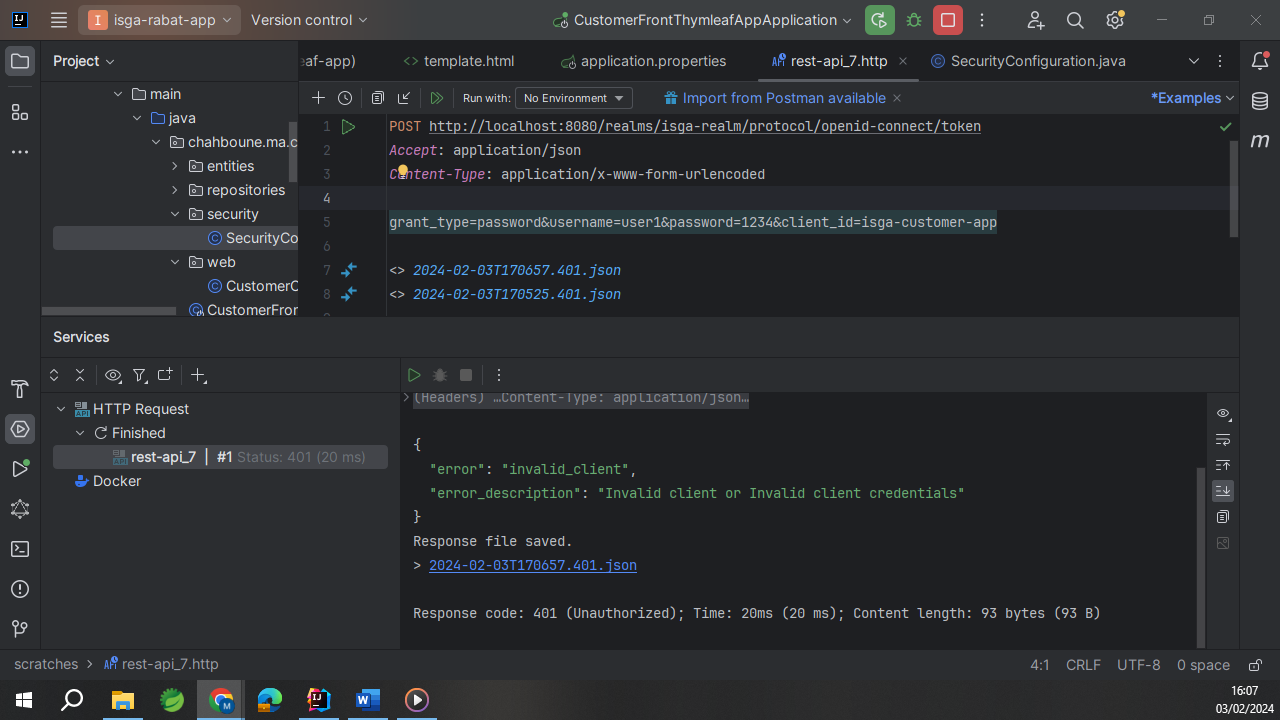 isga-rabat-app
Version control
CustomerFrontThymleafAppApplication
Project
eaf-app)
template.html
application.properties
rest-api_7.http
SecurityConfiguration.java
Run with:
No Environment
Import from Postman available
*Examples
main
java
chahboune.ma.c
entities
repositories
security
SecurityCo
web
CustomerC
CustomerFron
1 POST http://localhost:8080/realms/isga-realm/protocol/openid-connect/token
2 Accept: application/json
3 Content-Type: application/x-www-form-urlencoded
4
5 grant_type=password&username=user1&password=1234&client_id=isga-customer-app
6
7 <> 2024-02-03T170657.401.json
8 <> 2024-02-03T170525.401.json
Services
HTTP Request
Finished
rest-api_7 | #1 Status: 401 (20 ms)
Docker
(Headers) …Content-Type: application/json…
{
"error": "invalid_client",
"error_description": "Invalid client or Invalid client credentials"
}
Response file saved.
> 2024-02-03T170657.401.json
Response code: 401 (Unauthorized); Time: 20ms (20 ms); Content length: 93 bytes (93 B)
scratches > rest-api_7.http
4:1 CRLF UTF-8 0 space
16:07
03/02/2024